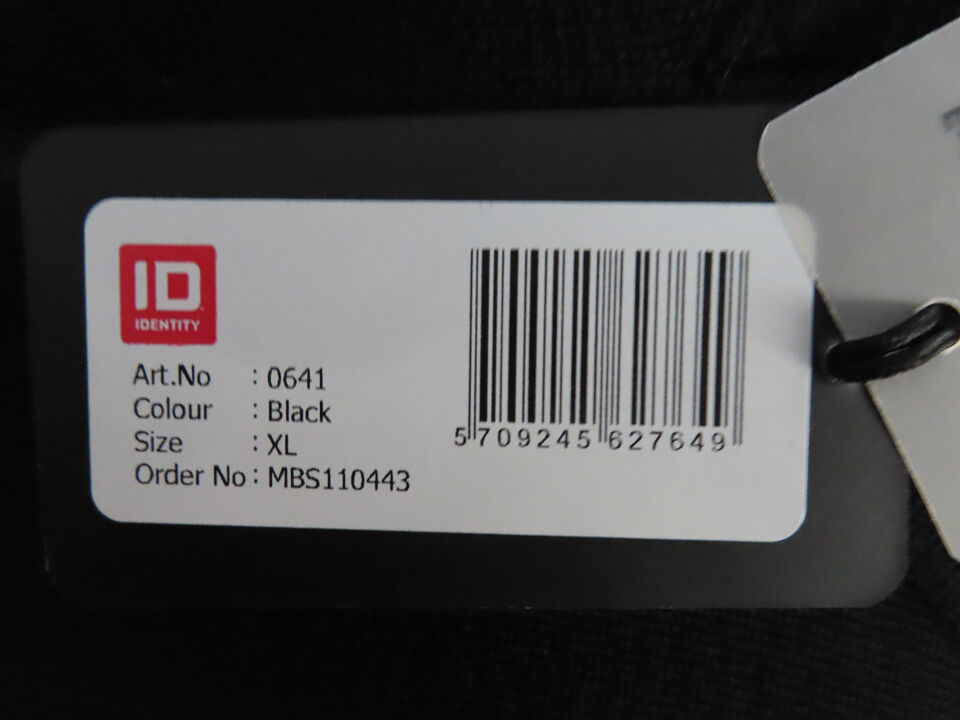 ID
IDENTITY
Art.No : 0641
Colour : Black
Size : XL
Order No : MBS110443
5 709245 627649